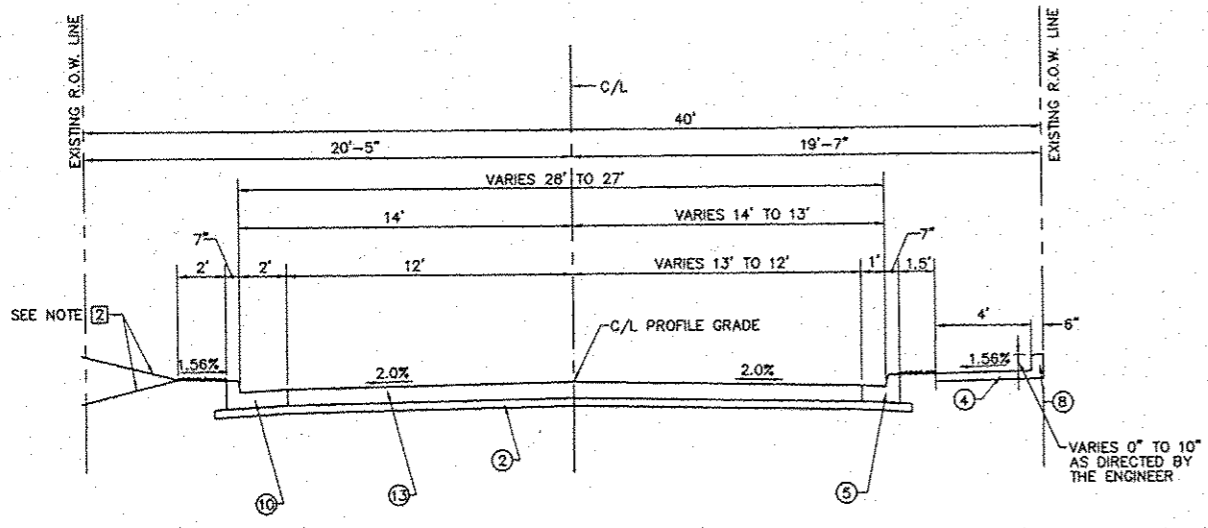 EXISTING R.O.W. LINE
EXISTING R.O.W. LINE
C/L
40'
20'-5"
19'-7"
VARIES 28' TO 27'
14'
VARIES 14' TO 13'
7"
7"
2'
2'
12'
VARIES 13' TO 12'
1'
1.5'
4'
6"
SEE NOTE 2
C/L PROFILE GRADE
1.56%
2.0%
2.0%
1.56%
4
8
2
10
13
5
VARIES 0" TO 10"
AS DIRECTED BY
THE ENGINEER